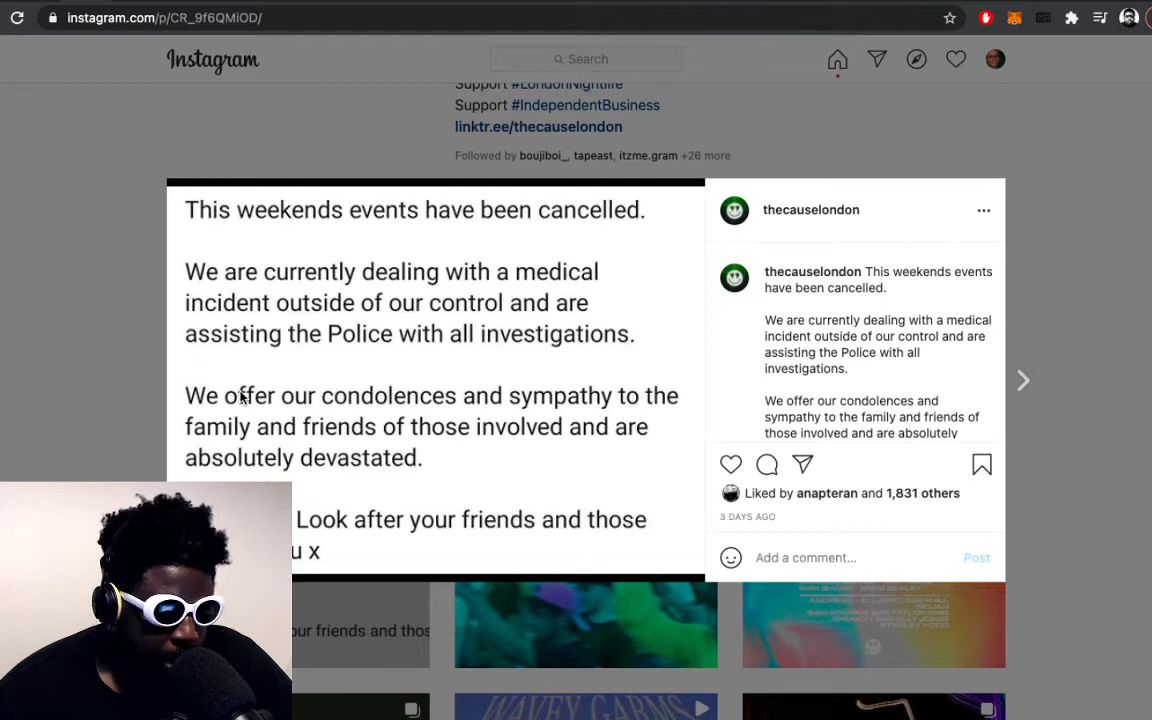 instagram.com/p/CR_9f6QMiOD/
Instagram
Search
Support #LondonNightlife
Support #IndependentBusiness
linktr.ee/thecauselondon
Followed by boujiboi_, tapeast, itzme.gram +26 more
This weekends events have been cancelled.
We are currently dealing with a medical
incident outside of our control and are
assisting the Police with all investigations.
We offer our condolences and sympathy to the
family and friends of those involved and are
absolutely devastated.
Look after your friends and those
u x
thecauselondon
thecauselondon This weekends events
have been cancelled.
We are currently dealing with a medical
incident outside of our control and are
assisting the Police with all
investigations.
We offer our condolences and
sympathy to the family and friends of
those involved and are absolutely
Liked by anapteran and 1,831 others
3 DAYS AGO
Add a comment...
Post
our friends and thos
WAVEY GARMS